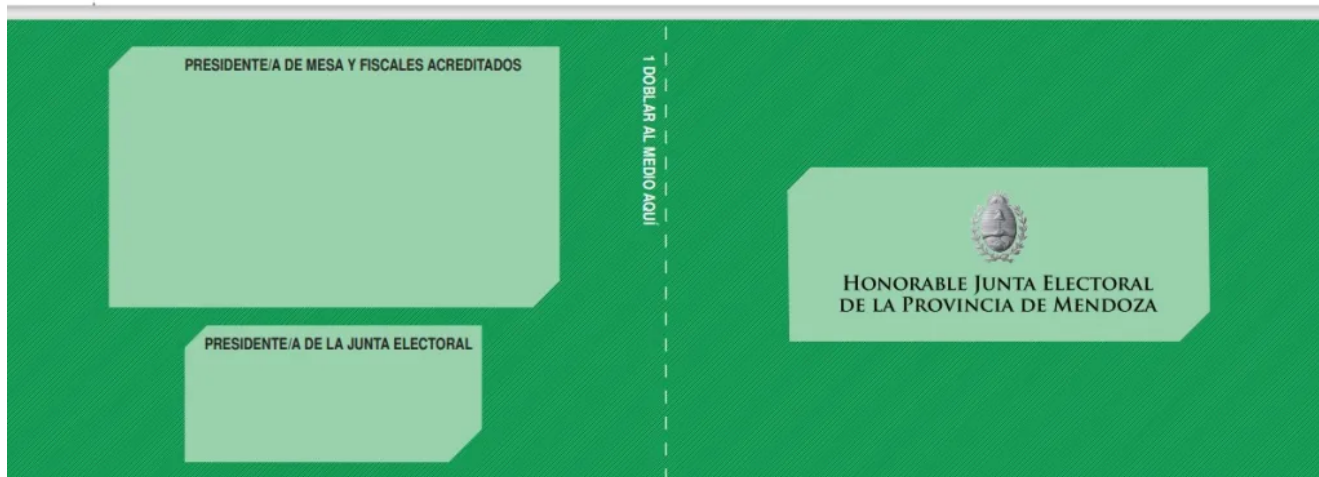 PRESIDENTE/A DE MESA Y FISCALES ACREDITADOS
PRESIDENTE/A DE LA JUNTA ELECTORAL
1 DOBLAR AL MEDIO AQUÍ
HONORABLE JUNTA ELECTORAL
DE LA PROVINCIA DE MENDOZA